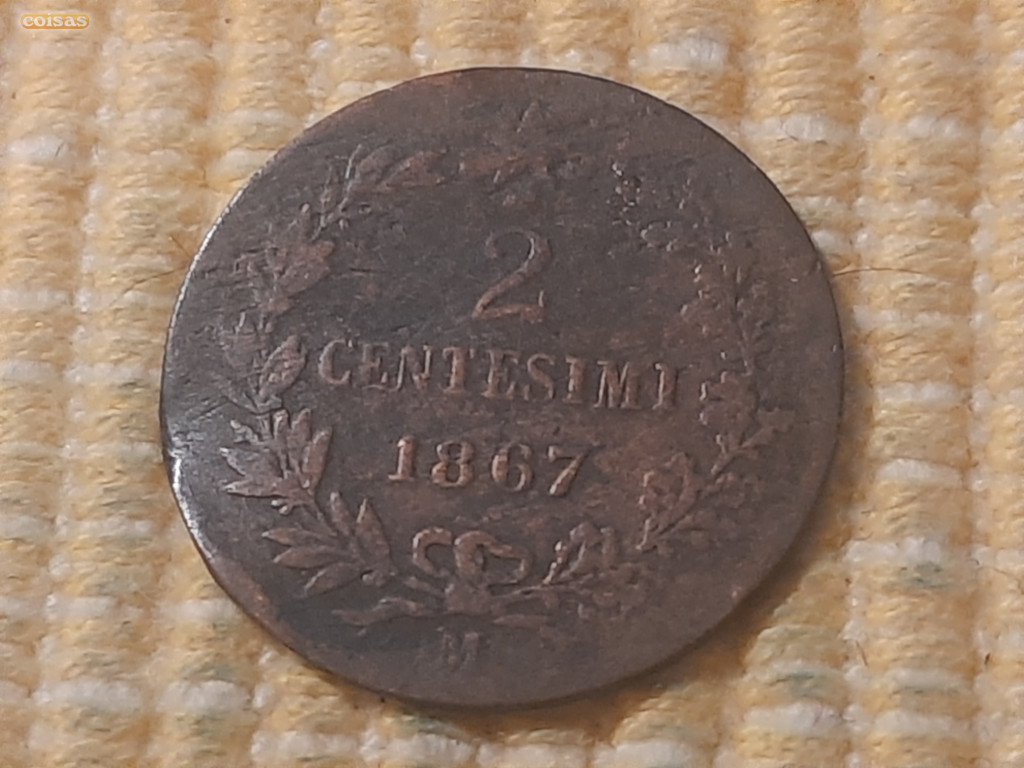 coisas
2
CENTESIMI
1867
M